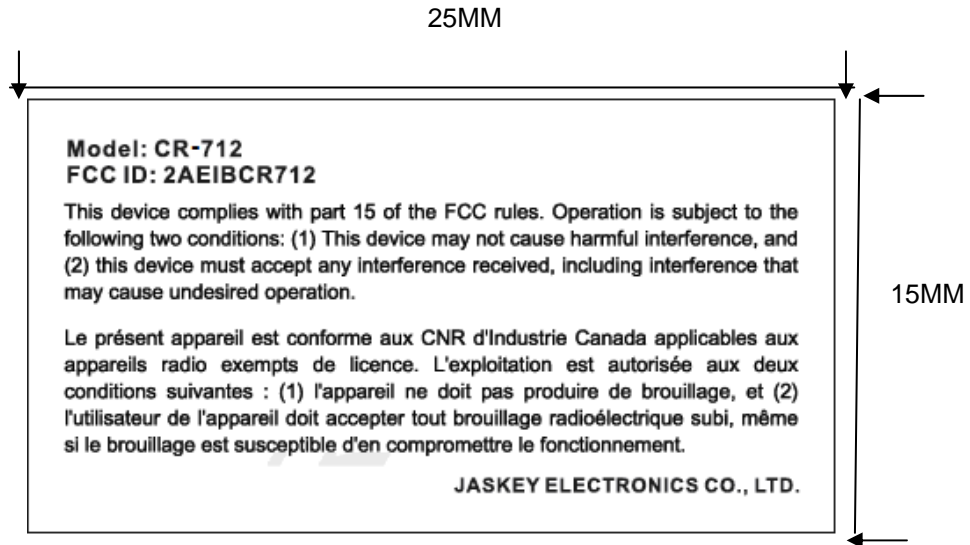 25MM
Model: CR-712
FCC ID: 2AEIBCR712
This device complies with part 15 of the FCC rules. Operation is subject to the
following two conditions: (1) This device may not cause harmful interference, and
(2) this device must accept any interference received, including interference that
may cause undesired operation.
15MM
Le présent appareil est conforme aux CNR d'Industrie Canada applicables aux
appareils radio exempts de licence. L'exploitation est autorisée aux deux
conditions suivantes : (1) l'appareil ne doit pas produire de brouillage, et (2)
l'utilisateur de l'appareil doit accepter tout brouillage radioélectrique subi, même
si le brouillage est susceptible d'en compromettre le fonctionnement.
JASKEY ELECTRONICS CO., LTD.